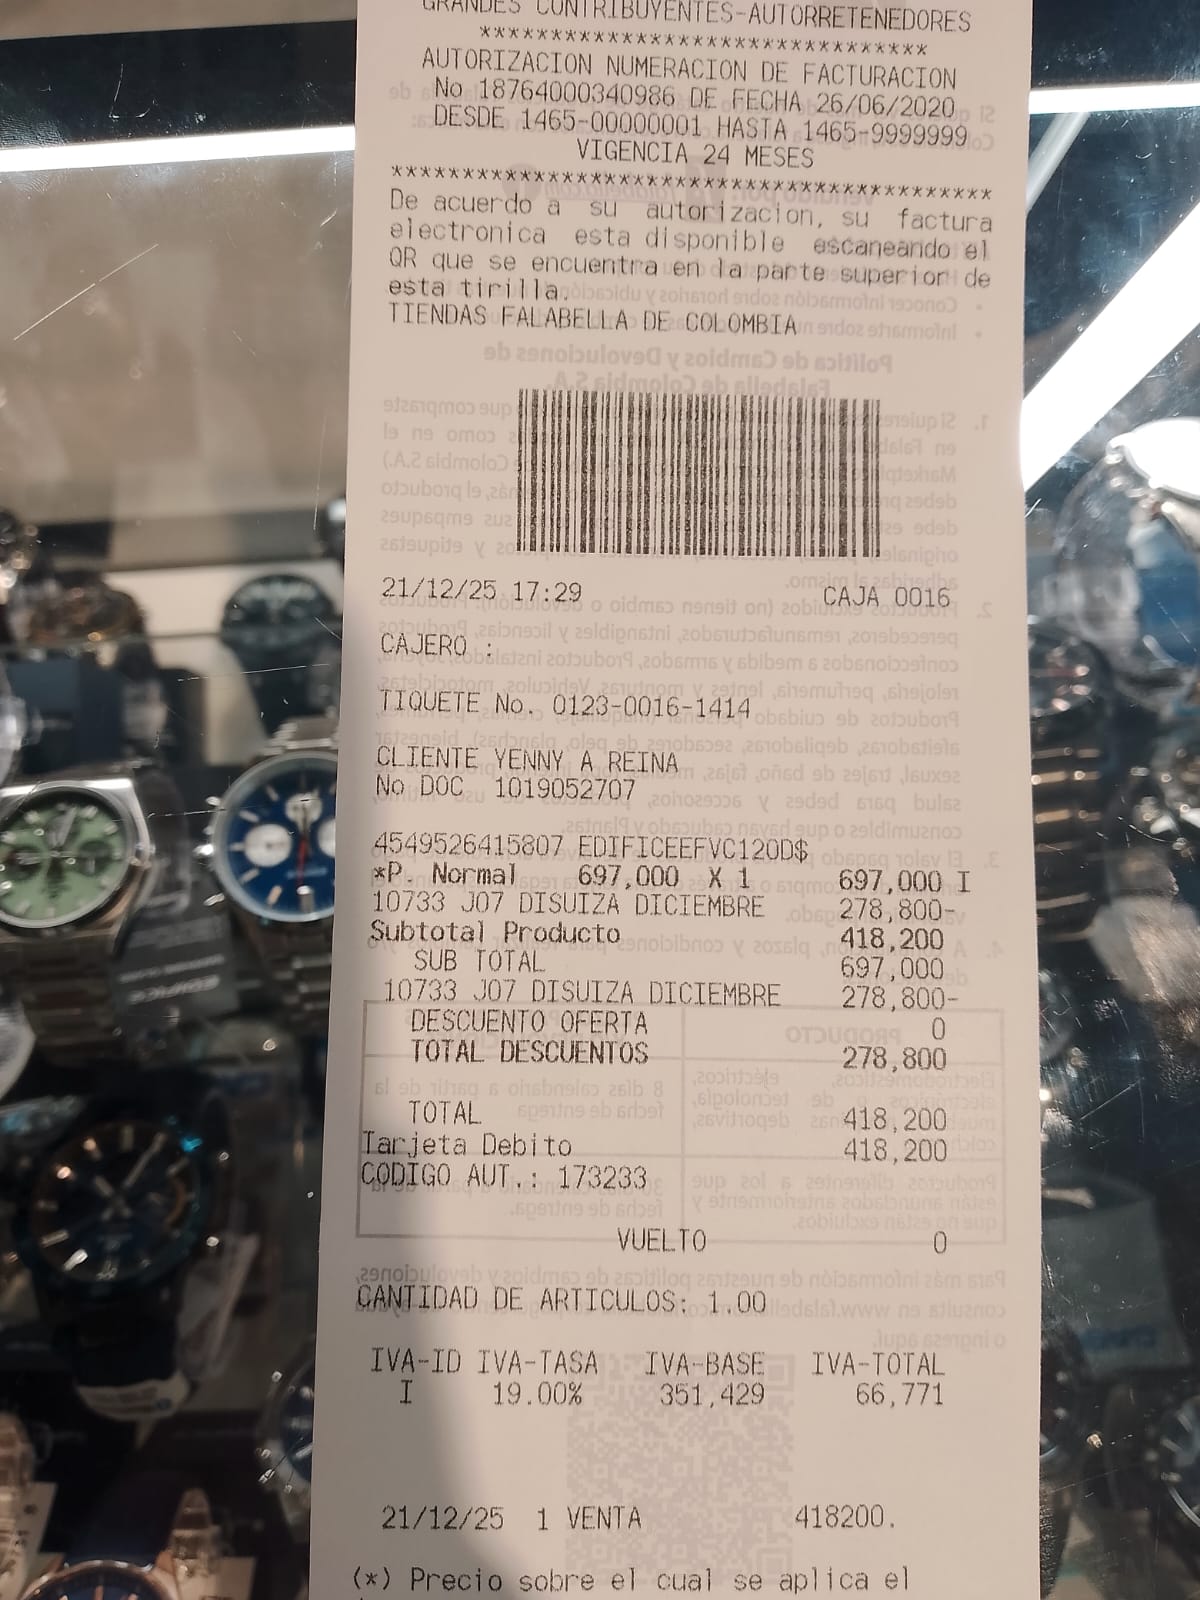 GRANDES CONTRIBUYENTES-AUTORRETENEDORES
*******************************
AUTORIZACION NUMERACION DE FACTURACION
No 18764000340986 DE FECHA 26/06/2020
DESDE 1465-00000001 HASTA 1465-9999999
VIGENCIA 24 MESES
******************************************
De acuerdo a su autorizacion, su factura
electronica esta disponible escaneando el
QR que se encuentra en la parte superior de
esta tirilla.
TIENDAS FALABELLA DE COLOMBIA
21/12/25 17:29 CAJA 0016
CAJERO :
TIQUETE No. 0123-0016-1414
CLIENTE YENNY A REINA
No DOC 1019052707
4549526415807 EDIFICEEFVC120D$
*P. Normal 697,000 X 1 697,000 I
10733 J07 DISUIZA DICIEMBRE 278,800-
Subtotal Producto 418,200
SUB TOTAL 697,000
10733 J07 DISUIZA DICIEMBRE 278,800-
DESCUENTO OFERTA 0
TOTAL DESCUENTOS 278,800
TOTAL 418,200
Tarjeta Debito 418,200
CODIGO AUT.: 173233
VUELTO 0
CANTIDAD DE ARTICULOS: 1.00
IVA-ID IVA-TASA IVA-BASE IVA-TOTAL
I 19.00% 351,429 66,771
21/12/25 1 VENTA 418200.
(*) Precio sobre el cual se aplica el